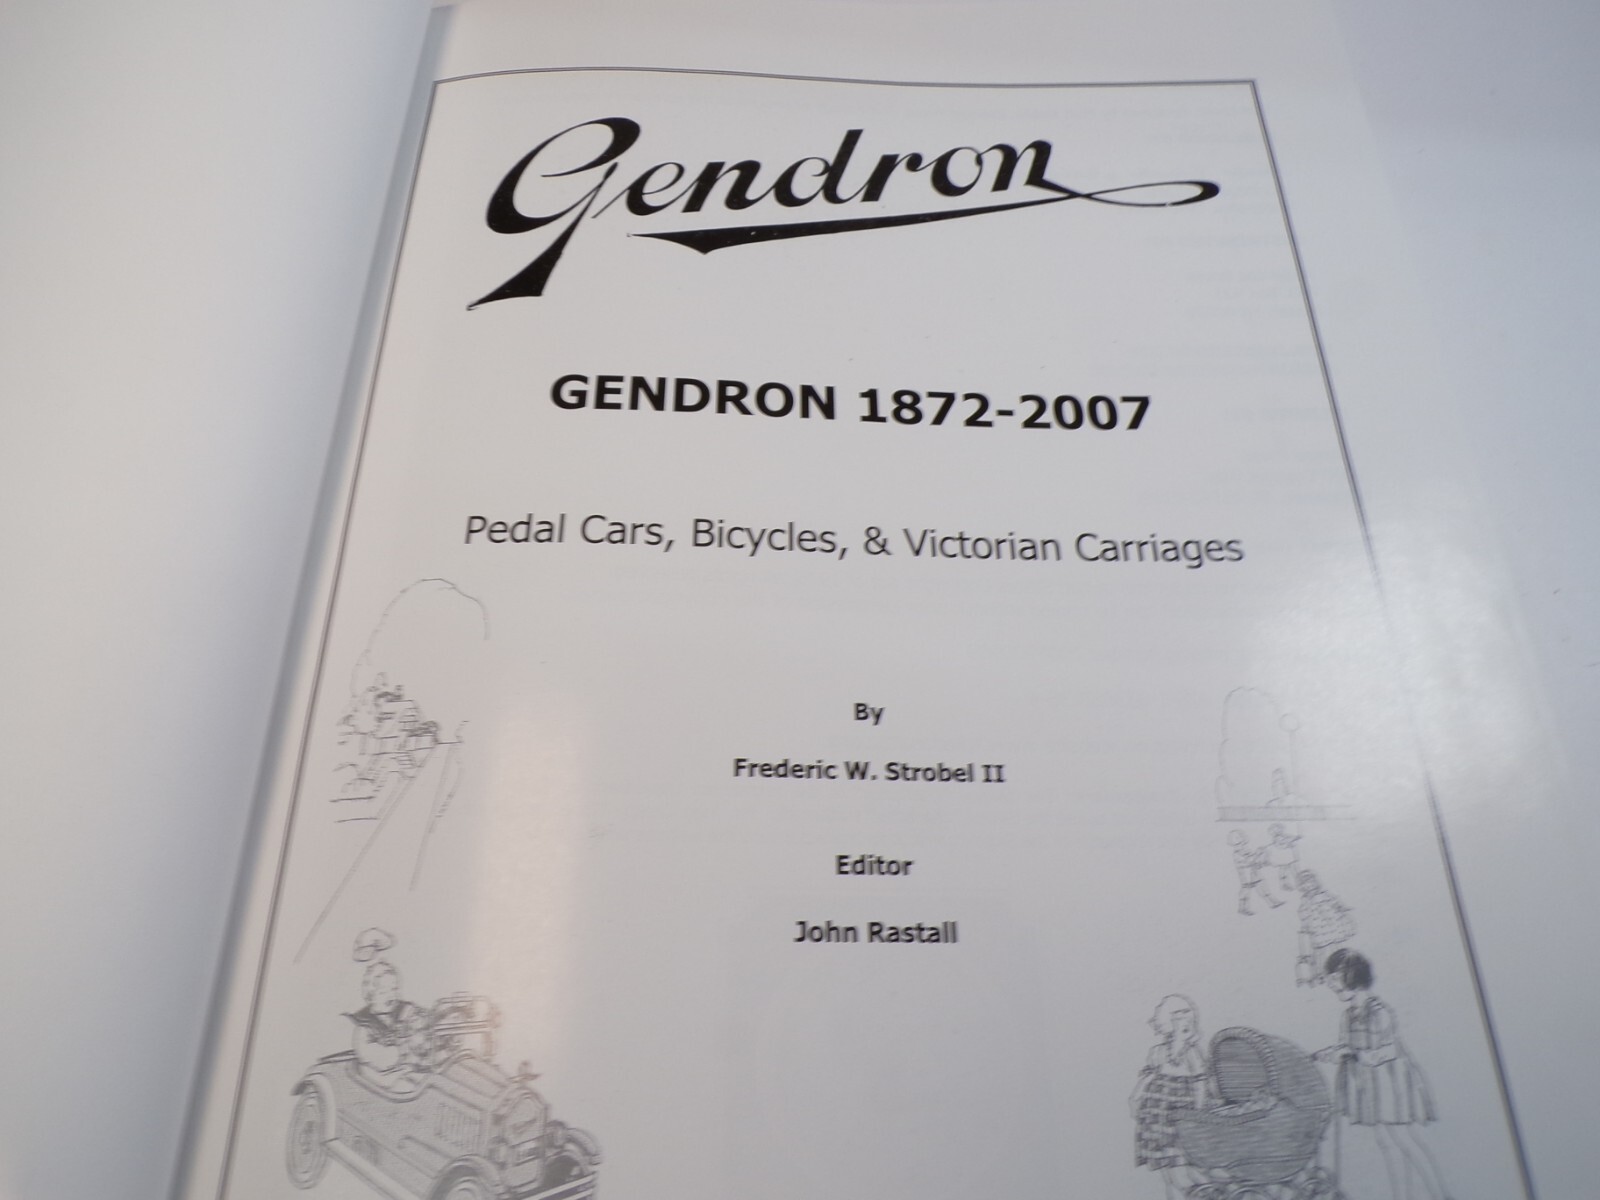 Gendron
GENDRON 1872-2007
Pedal Cars, Bicycles, & Victorian Carriages
By
Frederic W. Strobel II
Editor
John Rastall